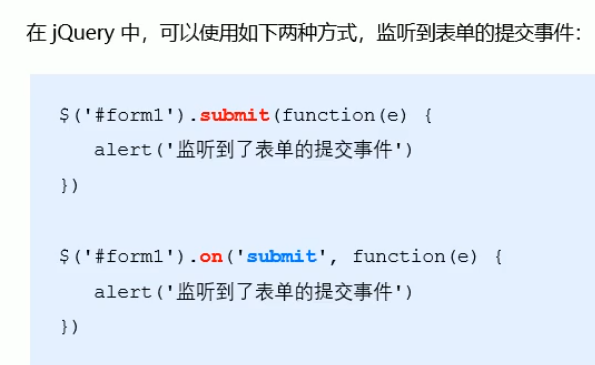 在 jQuery 中，可以使用如下两种方式，监听到表单的提交事件：
$('#form1').submit(function(e) {
   alert('监听到了表单的提交事件')
})
$('#form1').on('submit', function(e) {
   alert('监听到了表单的提交事件')
})